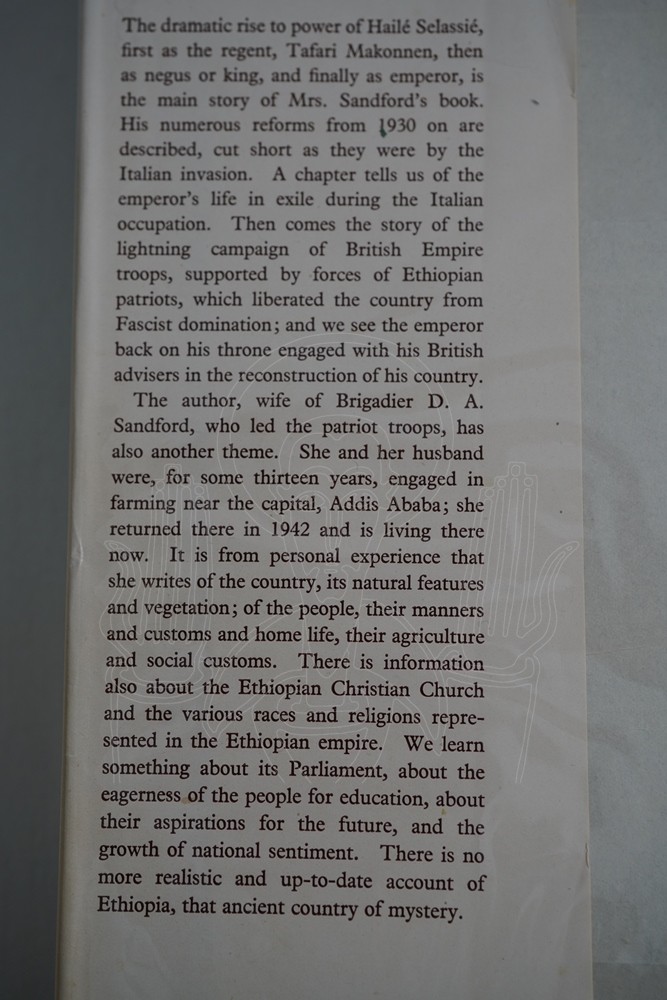 The dramatic rise to power of Hailé Selassié,
first as the regent, Tafari Makonnen, then
as negus or king, and finally as emperor, is
the main story of Mrs. Sandford's book.
His numerous reforms from 1930 on are
described, cut short as they were by the
Italian invasion. A chapter tells us of the
emperor's life in exile during the Italian
occupation. Then comes the story of the
lightning campaign of British Empire
troops, supported by forces of Ethiopian
patriots, which liberated the country from
Fascist domination; and we see the emperor
back on his throne engaged with his British
advisers in the reconstruction of his country.
The author, wife of Brigadier D. A.
Sandford, who led the patriot troops, has
also another theme. She and her husband
were, for some thirteen years, engaged in
farming near the capital, Addis Ababa; she
returned there in 1942 and is living there
now. It is from personal experience that
she writes of the country, its natural features
and vegetation; of the people, their manners
and customs and home life, their agriculture
and social customs. There is information
also about the Ethiopian Christian Church
and the various races and religions repre-
sented in the Ethiopian empire. We learn
something about its Parliament, about the
eagerness of the people for education, about
their aspirations for the future, and the
growth of national sentiment. There is no
more realistic and up-to-date account of
Ethiopia, that ancient country of mystery.